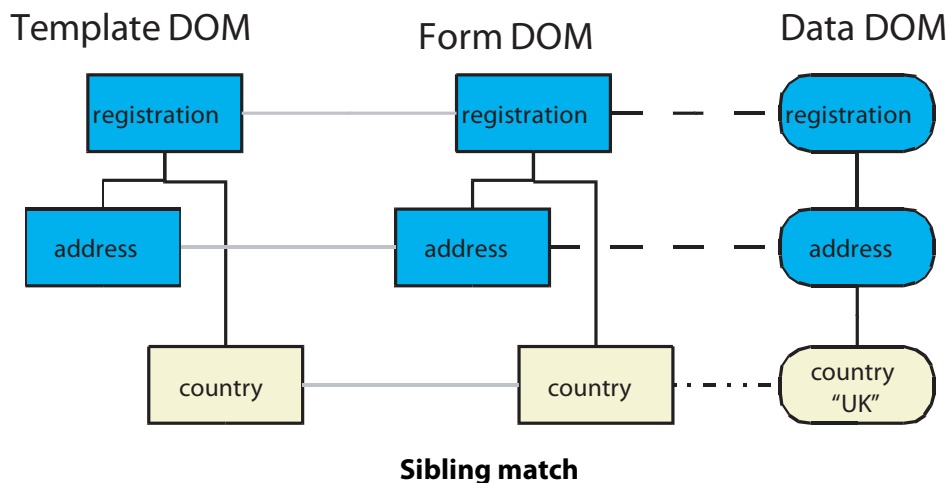 Template DOM
Form DOM
Data DOM
registration
registration
registration
address
address
address
country
country
country
“UK”
Sibling match